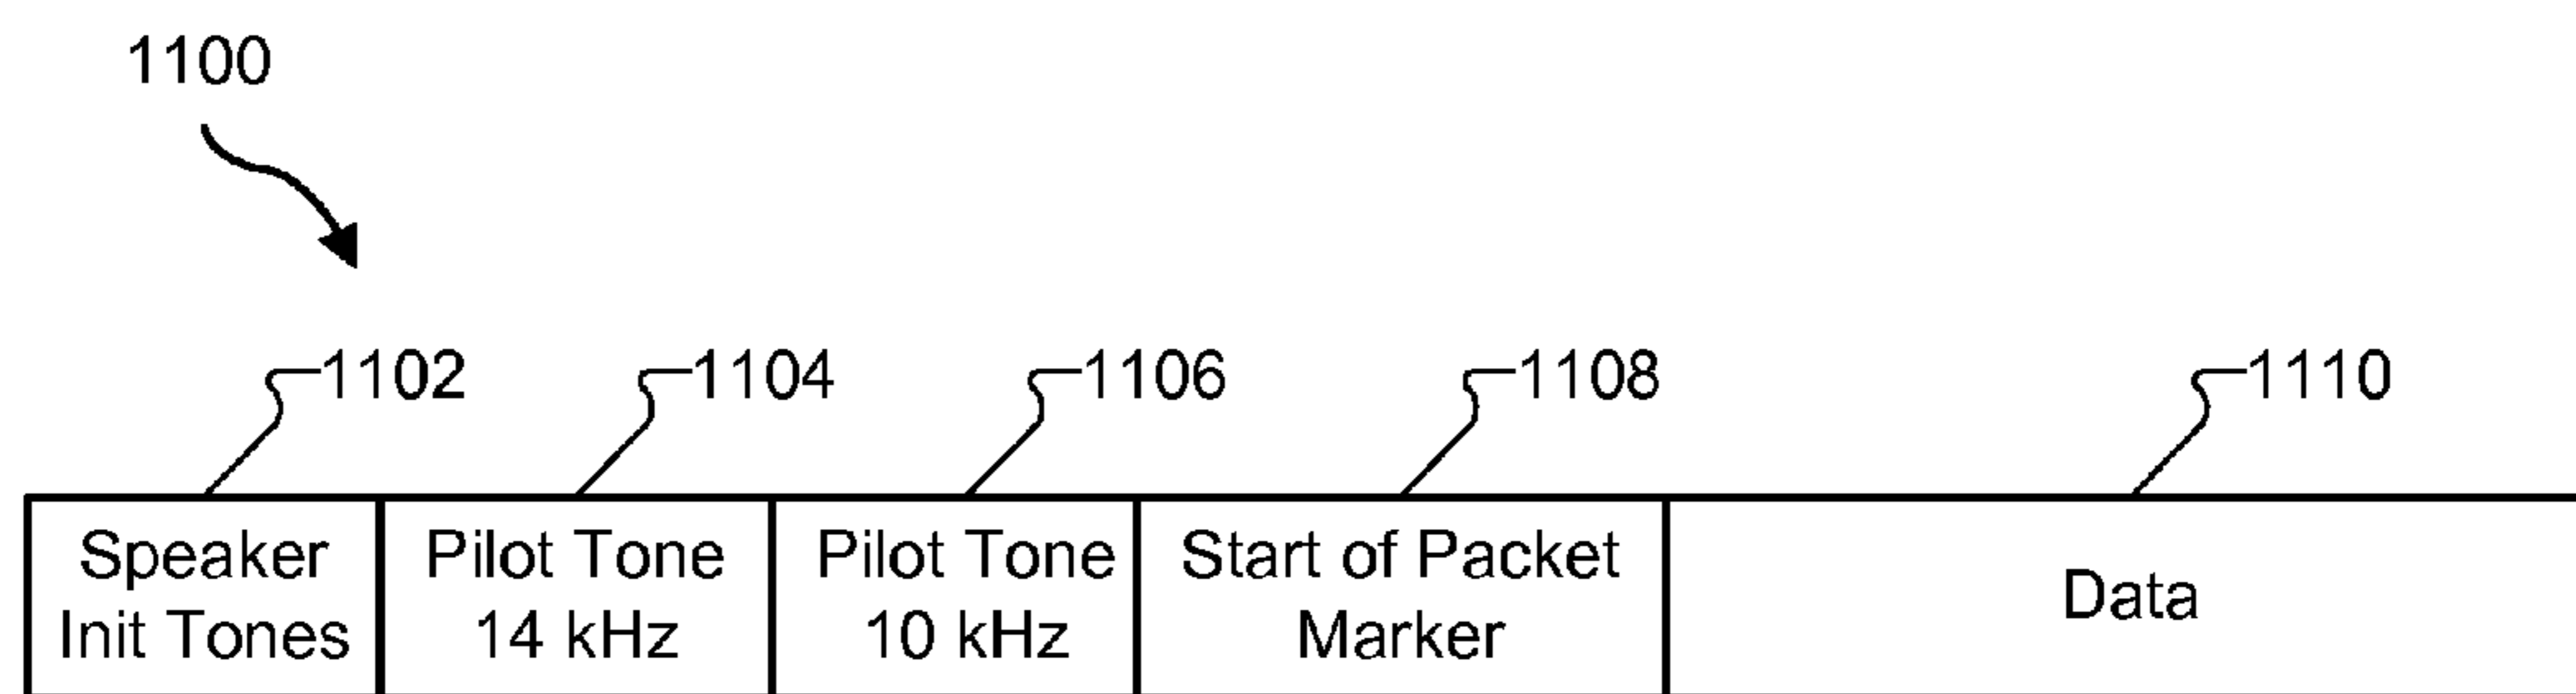 1100
1102 1104 1106 1108 1110
Speaker Init Tones
Pilot Tone 14 kHz
Pilot Tone 10 kHz
Start of Packet Marker
Data